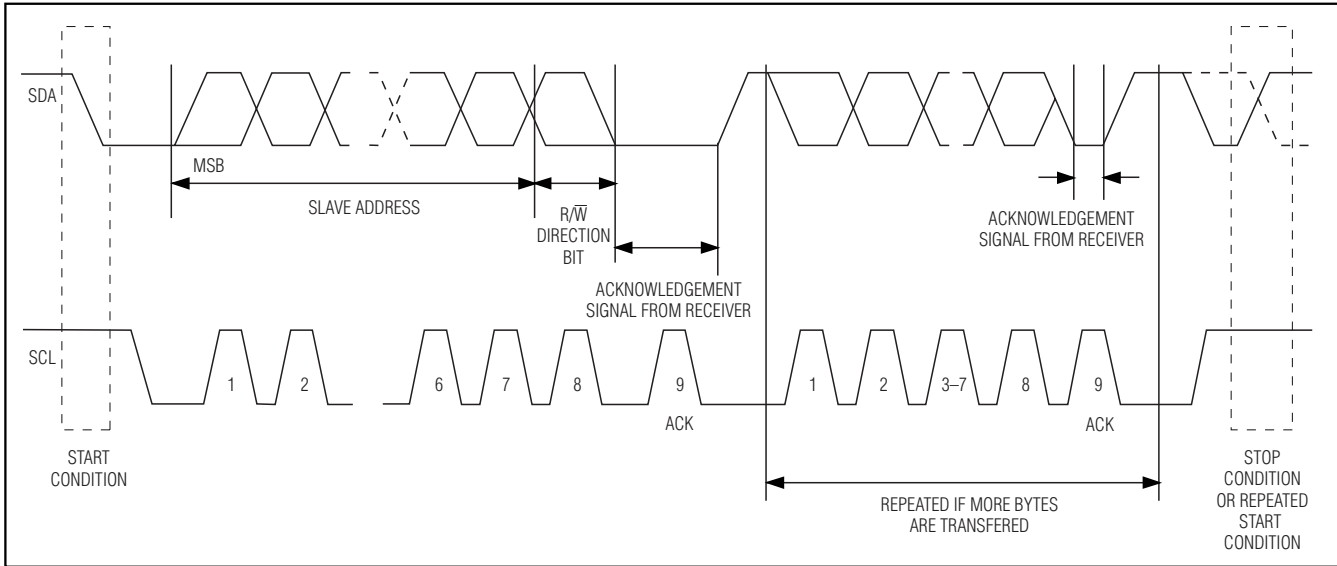 SDA
MSB
SLAVE ADDRESS
R/W̅
DIRECTION
BIT
ACKNOWLEDGEMENT
SIGNAL FROM RECEIVER
ACKNOWLEDGEMENT
SIGNAL FROM RECEIVER
SCL
1
2
6
7
8
9
1
2
3–7
8
9
ACK
ACK
START
CONDITION
REPEATED IF MORE BYTES
ARE TRANSFERED
STOP
CONDITION
OR REPEATED
START
CONDITION